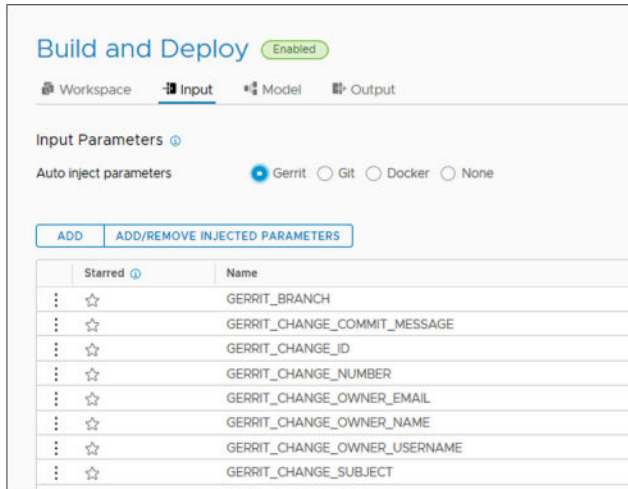 Build and Deploy Enabled
Workspace Input Model Output
Input Parameters
Auto inject parameters Gerrit Git Docker None
ADD ADD/REMOVE INJECTED PARAMETERS
Starred Name
GERRIT_BRANCH
GERRIT_CHANGE_COMMIT_MESSAGE
GERRIT_CHANGE_ID
GERRIT_CHANGE_NUMBER
GERRIT_CHANGE_OWNER_EMAIL
GERRIT_CHANGE_OWNER_NAME
GERRIT_CHANGE_OWNER_USERNAME
GERRIT_CHANGE_SUBJECT